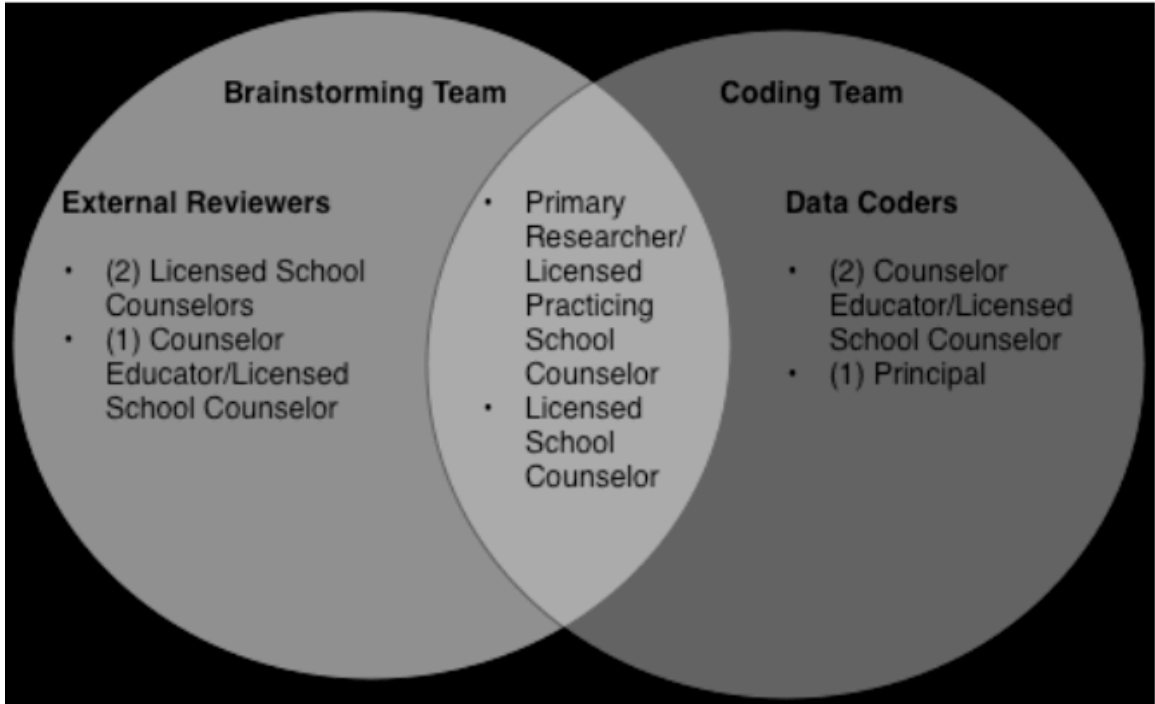 Brainstorming Team
External Reviewers
• (2) Licensed School
Counselors
• (1) Counselor
Educator/Licensed
School Counselor
• Primary
Researcher/
Licensed
Practicing
School
Counselor
• Licensed
School
Counselor
Coding Team
Data Coders
• (2) Counselor
Educator/Licensed
School Counselor
• (1) Principal